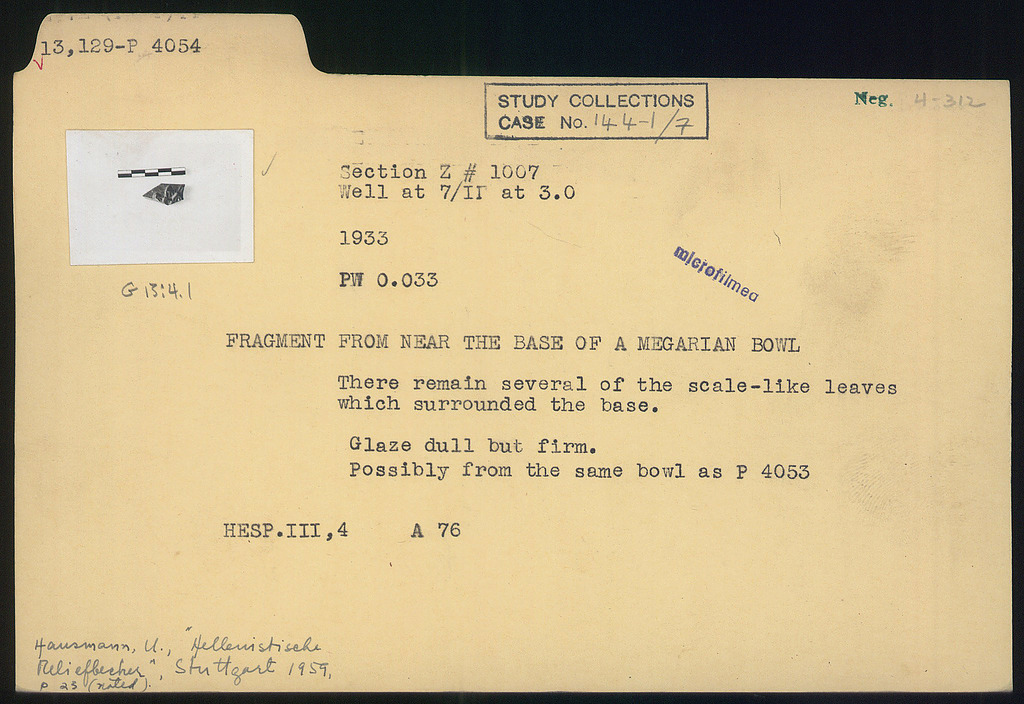 13,129-P 4054
STUDY COLLECTIONS
CASE No. 144-1/7
Neg. 4-312
Section Z # 1007
Well at 7/IΓ at 3.0
1933
PW 0.033
G 13:4.1
microfilmed
FRAGMENT FROM NEAR THE BASE OF A MEGARIAN BOWL
There remain several of the scale-like leaves
which surrounded the base.
Glaze dull but firm.
Possibly from the same bowl as P 4053
HESP.III,4 A 76
Hausmann, U., "Hellenistische
Reliefbecher", Stuttgart 1959,
P 23 (noted).